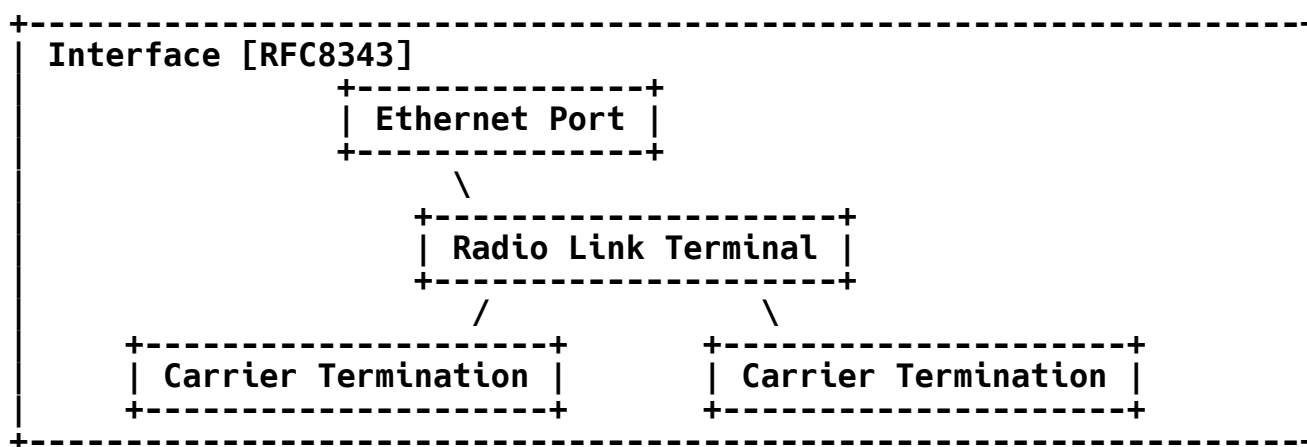 Interface [RFC8343]
Ethernet Port
Radio Link Terminal
Carrier Termination Carrier Termination